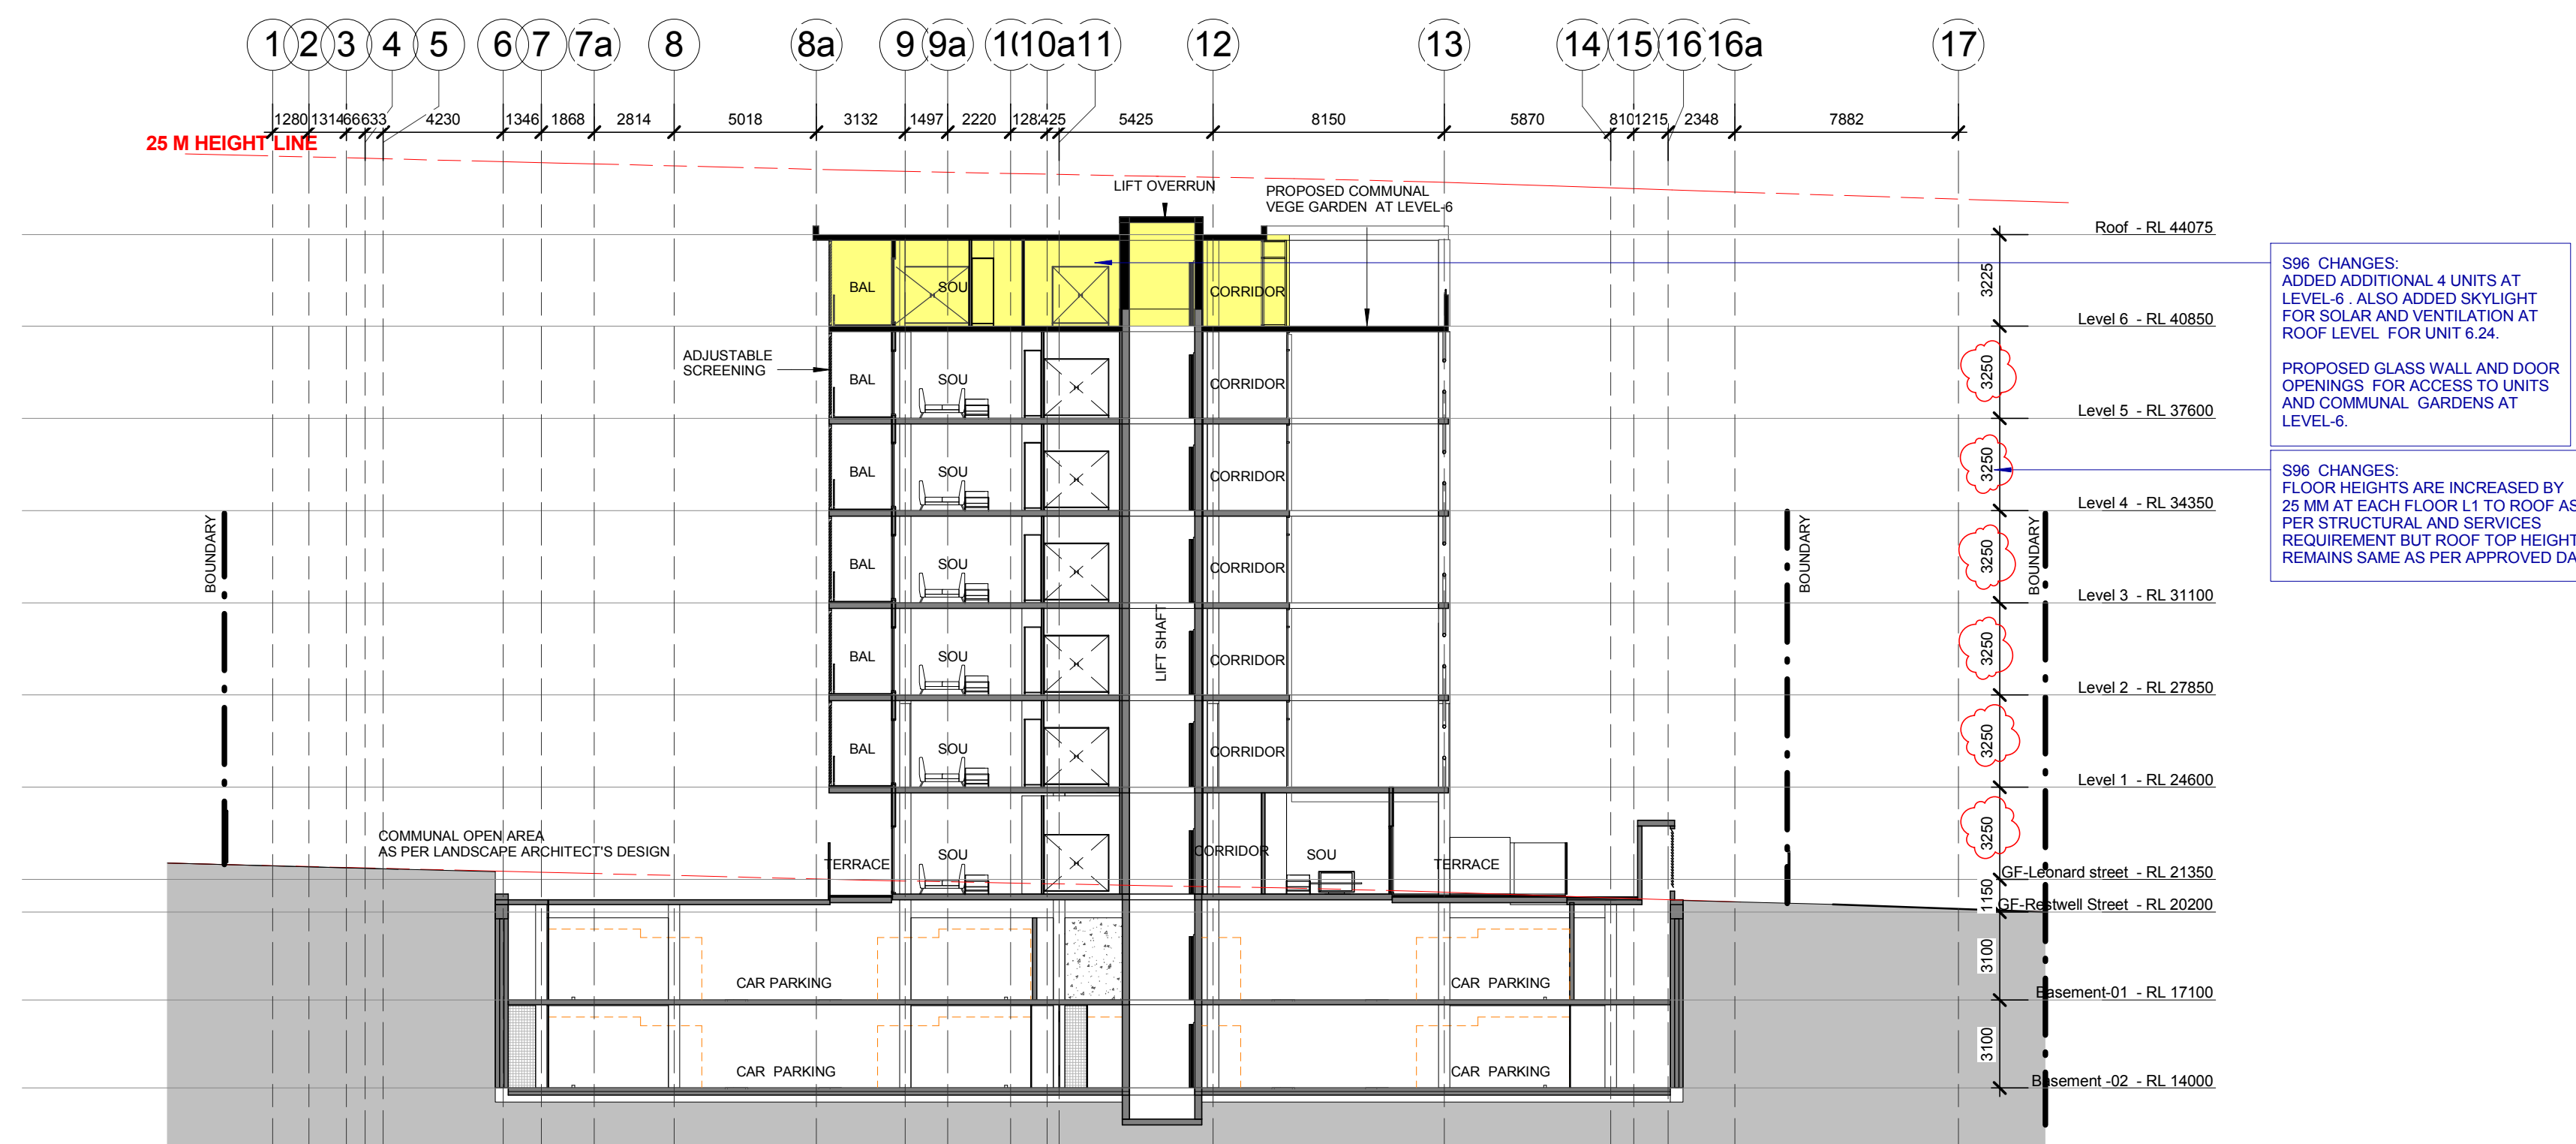 1 2 3 4 5 6 7 7a 8 8a 9 9a 10a 11 12 13 14 15 16 16a 17
1280 1314 633 4230 1346 1868 2814 5018 3132 1497 2220 425 5425 8150 5870 810 1215 2348 7882
25 M HEIGHT LINE
LIFT OVERRUN
PROPOSED COMMUNAL
VEGE GARDEN AT LEVEL-6
Roof - RL 44075
3225
S96 CHANGES:
ADDED ADDITIONAL 4 UNITS AT
LEVEL-6 . ALSO ADDED SKYLIGHT
FOR SOLAR AND VENTILATION AT
ROOF LEVEL FOR UNIT 6.24.
PROPOSED GLASS WALL AND DOOR
OPENINGS FOR ACCESS TO UNITS
AND COMMUNAL GARDENS AT
LEVEL-6.
BAL SOU CORRIDOR
Level 6 - RL 40850
ADJUSTABLE
SCREENING
BAL SOU CORRIDOR
3250
Level 5 - RL 37600
BAL SOU CORRIDOR
3250
S96 CHANGES:
FLOOR HEIGHTS ARE INCREASED BY
25 MM AT EACH FLOOR L1 TO ROOF AS
PER STRUCTURAL AND SERVICES
REQUIREMENT BUT ROOF TOP HEIGHT
REMAINS SAME AS PER APPROVED DA
Level 4 - RL 34350
BOUNDARY
BOUNDARY
BOUNDARY
BAL SOU CORRIDOR
3250
Level 3 - RL 31100
LIFT SHAFT
BAL SOU CORRIDOR
3250
Level 2 - RL 27850
BAL SOU CORRIDOR
3250
Level 1 - RL 24600
COMMUNAL OPEN AREA
AS PER LANDSCAPE ARCHITECT'S DESIGN
TERRACE SOU CORRIDOR SOU TERRACE
3250
GF-Leonard street - RL 21350
1150
GF-Restwell Street - RL 20200
CAR PARKING CAR PARKING
3100
Basement-01 - RL 17100
CAR PARKING CAR PARKING
3100
Basement -02 - RL 14000